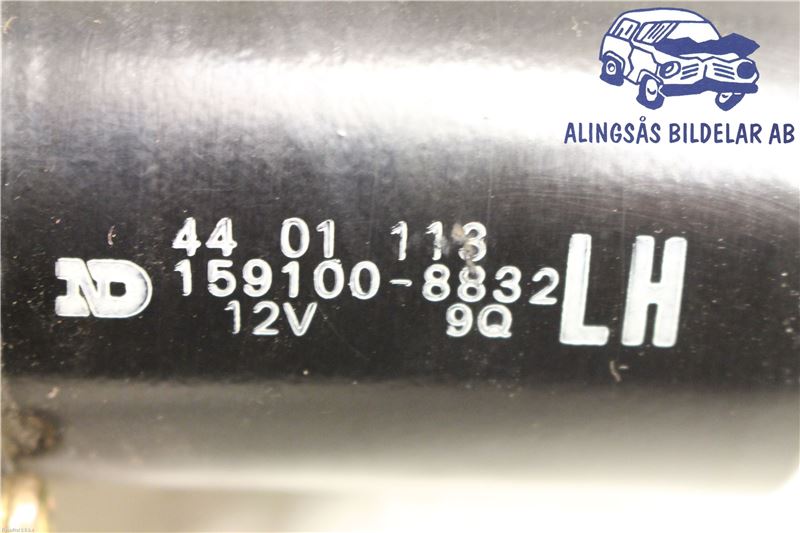 ALINGSÅS BILDELAR AB
44 01 113
ND 159100-8832 LH
12V 9Q